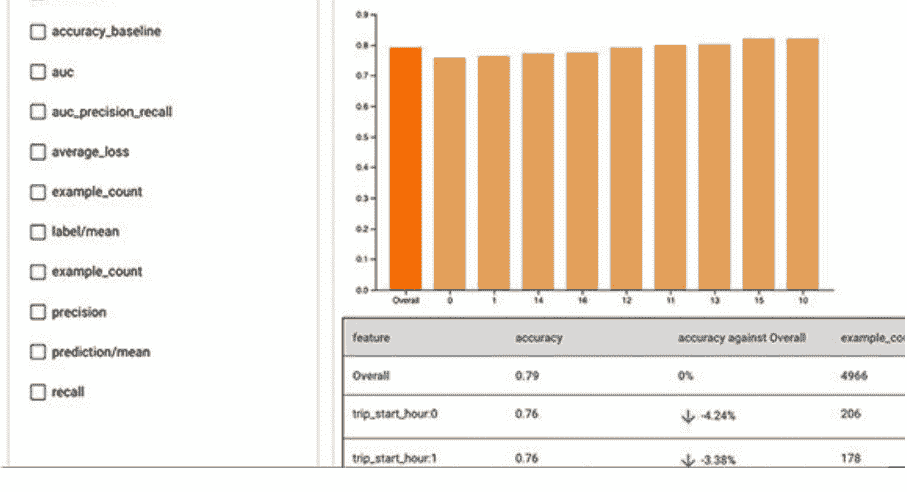 accuracy_baseline
auc
auc_precision_recall
average_loss
example_count
label/mean
example_count
precision
prediction/mean
recall
0.9
0.8
0.7
0.6
0.5
0.4
0.3
0.2
0.1
0.0
Overall 0 1 14 16 12 11 13 15 10
feature accuracy accuracy against Overall example_cou
Overall 0.79 0% 4966
trip_start_hour:0 0.76 ↓ -4.24% 206
trip_start_hour:1 0.76 ↓ -3.38% 178